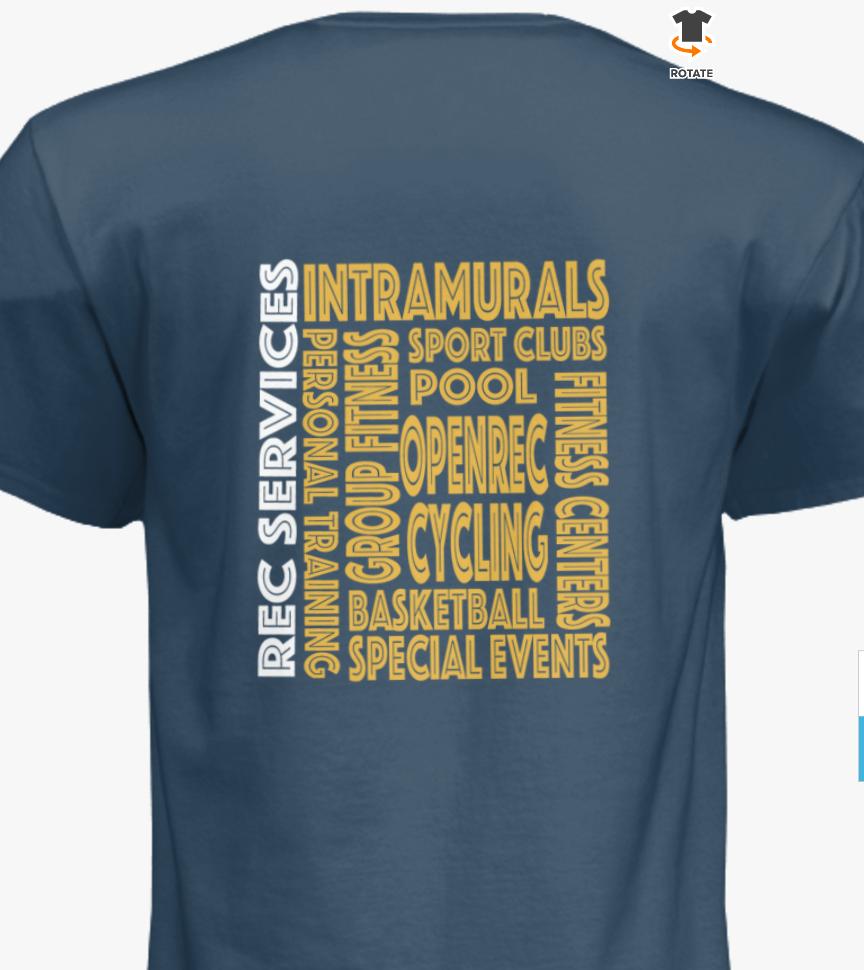 ROTATE
REC SERVICES
INTRAMURALS
PERSONAL TRAINING
GROUP FITNESS
SPORT CLUBS
POOL
OPENREC
CYCLING
FITNESS CENTERS
BASKETBALL
SPECIAL EVENTS